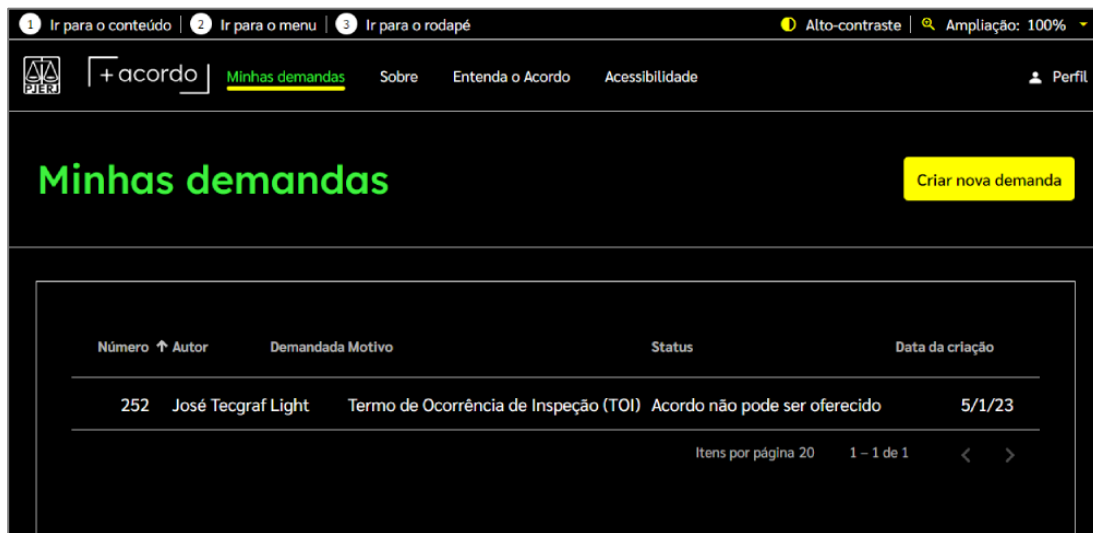 1 Ir para o conteúdo | 2 Ir para o menu | 3 Ir para o rodapé Alto-contraste | Ampliação: 100%
PJERJ +acordo Minhas demandas Sobre Entenda o Acordo Acessibilidade Perfil
Minhas demandas Criar nova demanda
Número ↑ Autor Demandada Motivo Status Data da criação
252 José Tecgraf Light Termo de Ocorrência de Inspeção (TOI) Acordo não pode ser oferecido 5/1/23
Itens por página 20 1 – 1 de 1 < >